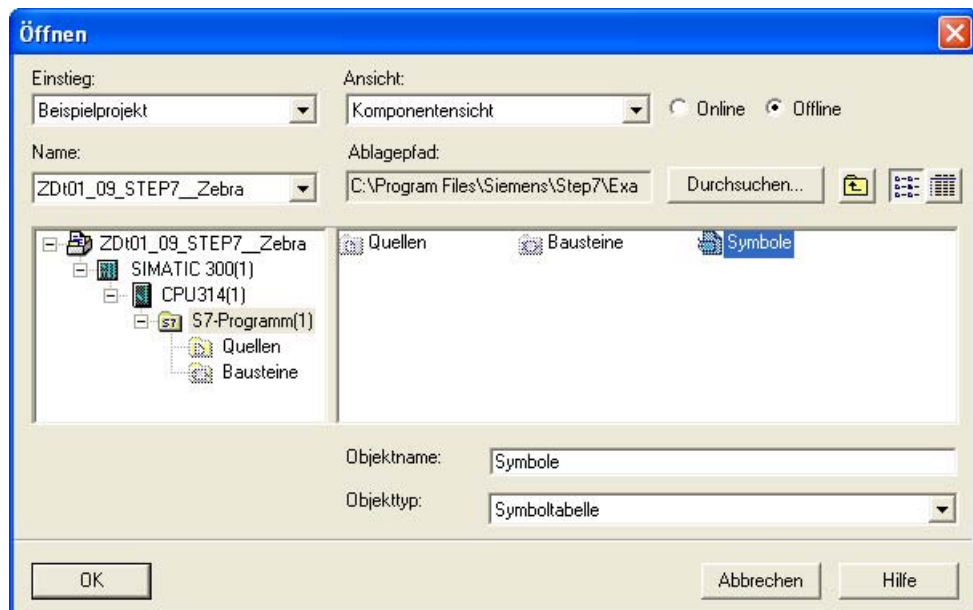 Öffnen
Einstieg:
Ansicht:
Beispielprojekt
Komponentensicht
Online
Offline
Name:
Ablagepfad:
ZDt01_09_STEP7__Zebra
C:\Program Files\Siemens\Step7\Exa
Durchsuchen...
ZDt01_09_STEP7__Zebra
SIMATIC 300(1)
CPU314(1)
S7-Programm(1)
Quellen
Bausteine
Quellen
Bausteine
Symbole
Objektname:
Symbole
Objekttyp:
Symboltabelle
OK
Abbrechen
Hilfe